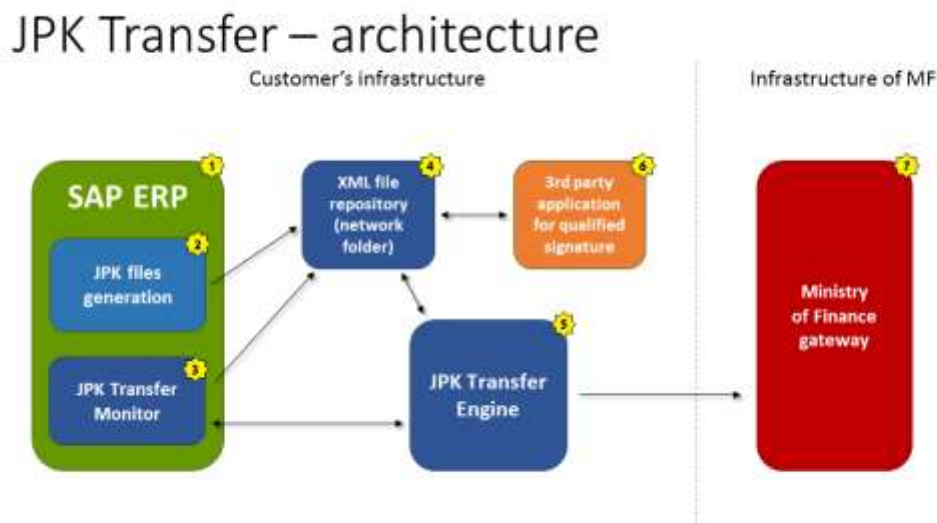 JPK Transfer – architecture
Customer's infrastructure
Infrastructure of MF
1
SAP ERP
2
JPK files
generation
3
JPK Transfer
Monitor
4
XML file
repository
(network
folder)
6
3rd party
application
for qualified
signature
5
JPK Transfer
Engine
7
Ministry
of Finance
gateway